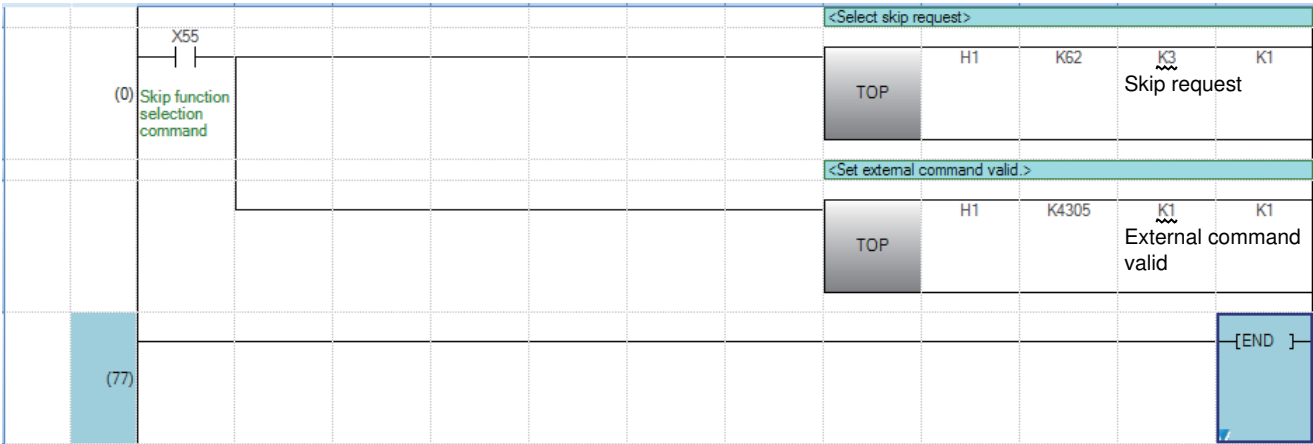 <Select skip request>
X55
H1 K62 K3 K1
TOP
Skip request
(0)
Skip function
selection
command
<Set external command valid.>
H1 K4305 K1 K1
TOP
External command
valid
[END ]
(77)